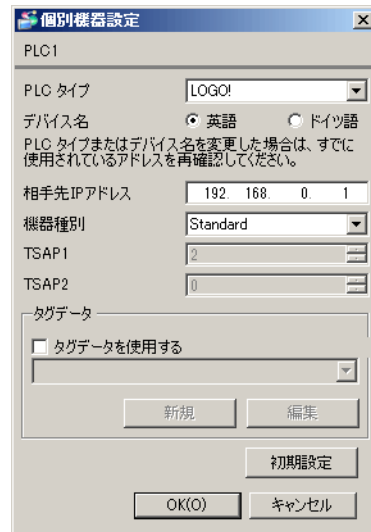 個別機器設定
PLC1
PLC タイプ LOGO!
デバイス名 英語 ドイツ語
PLC タイプまたはデバイス名を変更した場合は、すでに
使用されているアドレスを再確認してください。
相手先IPアドレス 192. 168. 0. 1
機器種別 Standard
TSAP1 2
TSAP2 0
タグデータ
タグデータを使用する
新規 編集
初期設定
OK(O) キャンセル